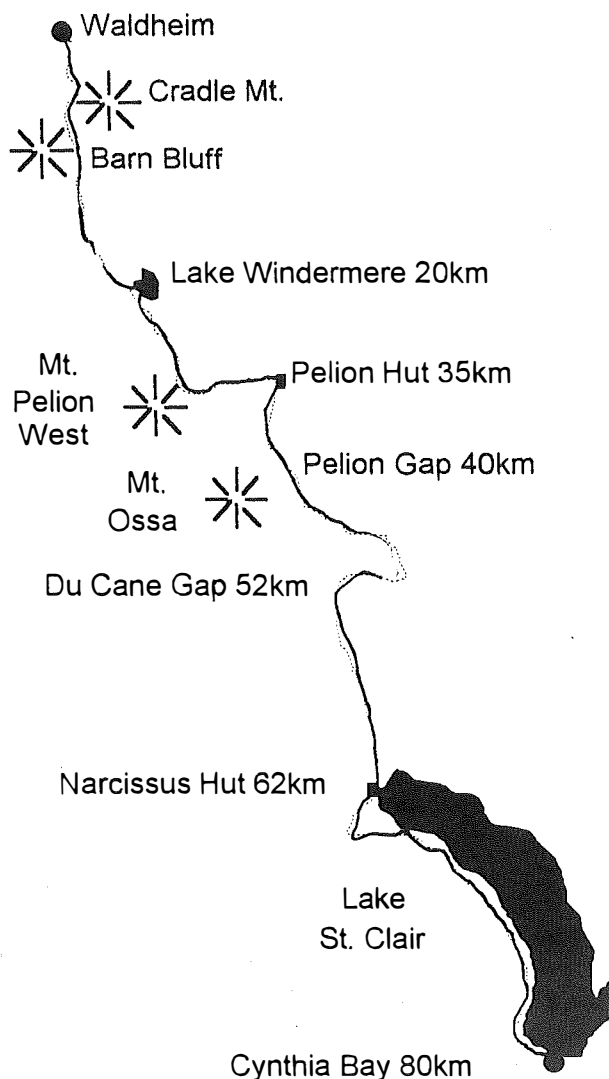 Waldheim
Cradle Mt.
Barn Bluff
Lake Windermere 20km
Mt.
Pelion
West
Pelion Hut 35km
Pelion Gap 40km
Mt.
Ossa
Du Cane Gap 52km
Narcissus Hut 62km
Lake
St. Clair
Cynthia Bay 80km